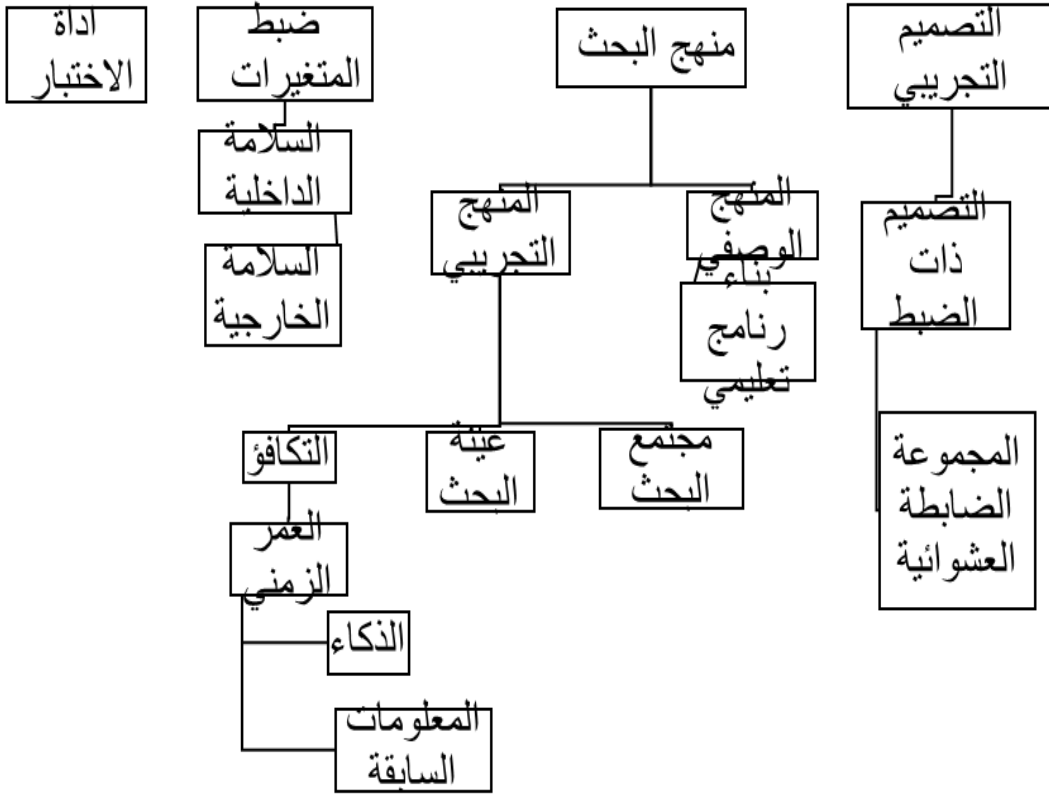 التصميم
التجريبي
منهج البحث
ضبط
المتغيرات
اداة
الاختبار
التصميم
ذات
الضبط
المجموعة
الضابطة
العشوائية
المنهج
الوصفي
بناء
رنامج
تعليمي
المنهج
التجريبي
مجتمع
البحث
عينة
البحث
التكافؤ
العمر
الزمني
الذكاء
المعلومات
السابقة
السلامة
الداخلية
السلامة
الخارجية